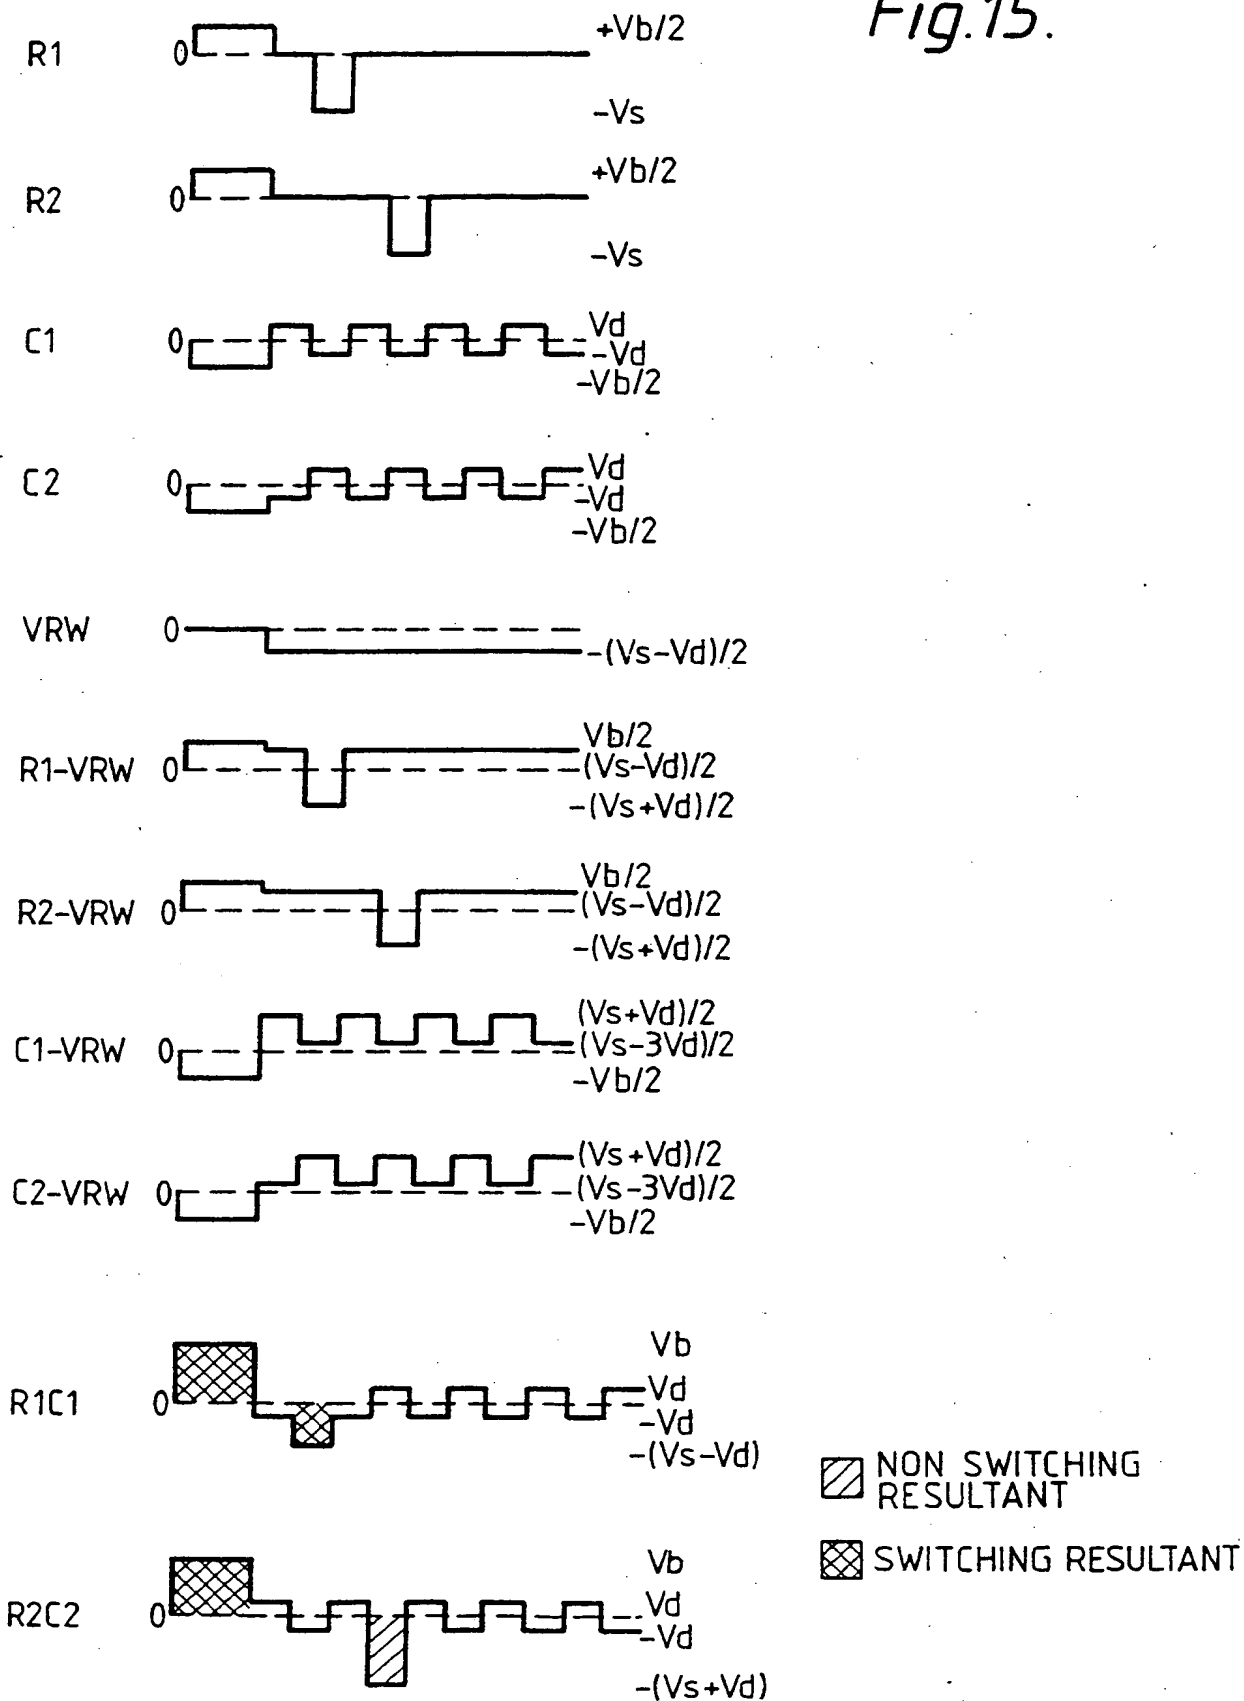 Fig.15.
R1
0
+Vb/2
-Vs
R2
0
+Vb/2
-Vs
C1
0
Vd
-Vd
-Vb/2
C2
0
Vd
-Vd
-Vb/2
VRW
0
-(Vs-Vd)/2
R1-VRW
0
Vb/2
(Vs-Vd)/2
-(Vs+Vd)/2
R2-VRW
0
Vb/2
(Vs-Vd)/2
-(Vs+Vd)/2
C1-VRW
0
(Vs+Vd)/2
(Vs-3Vd)/2
-Vb/2
C2-VRW
0
(Vs+Vd)/2
(Vs-3Vd)/2
-Vb/2
R1C1
0
Vb
Vd
-Vd
-(Vs-Vd)
NON SWITCHING
RESULTANT
SWITCHING RESULTANT
R2C2
0
Vb
Vd
-Vd
-(Vs+Vd)